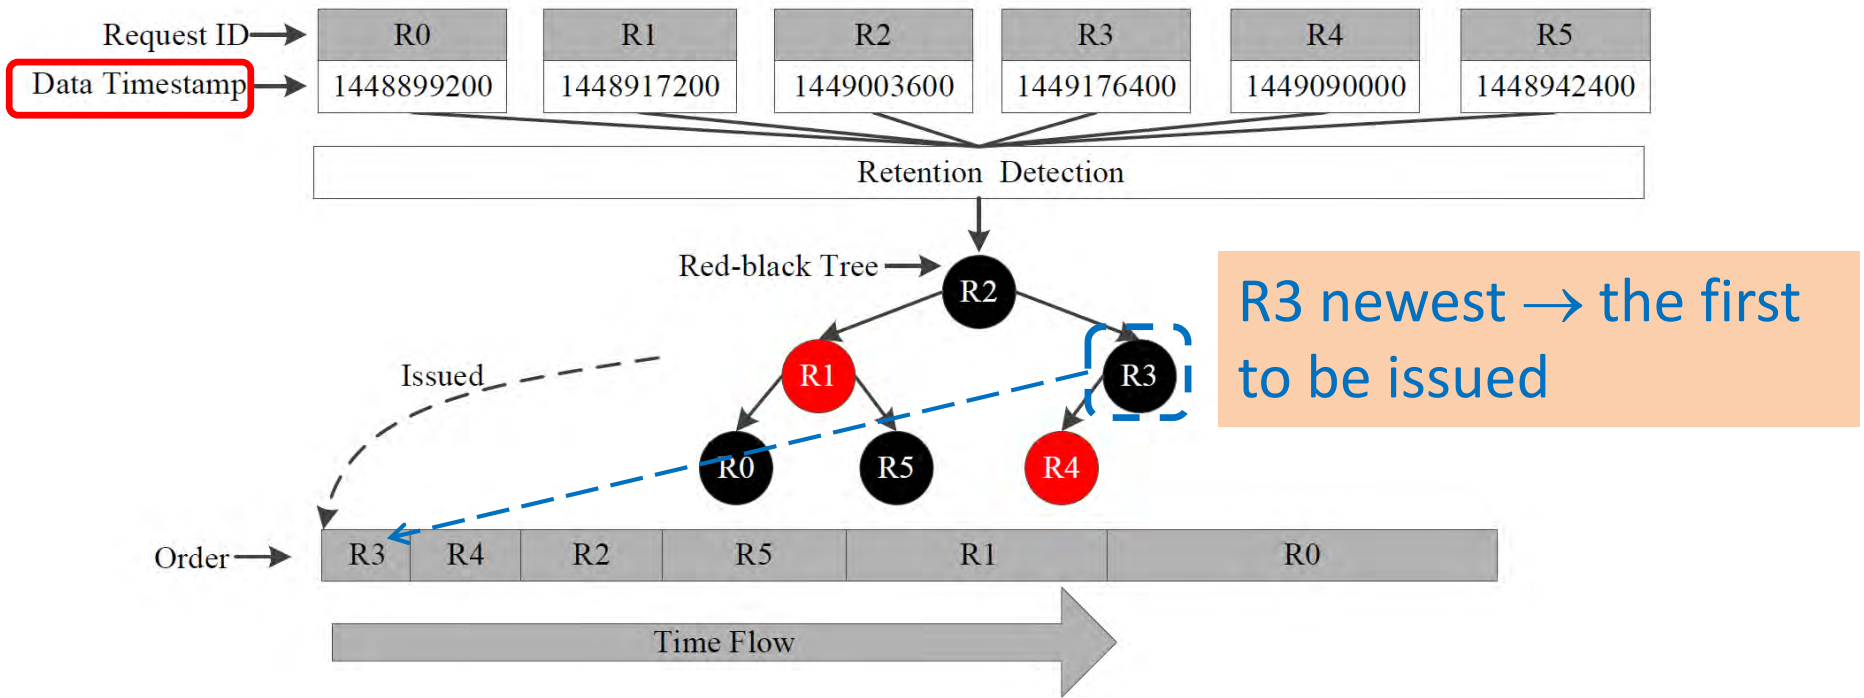 Request ID
R0
R1
R2
R3
R4
R5
Data Timestamp
1448899200
1448917200
1449003600
1449176400
1449090000
1448942400
Retention Detection
Red-black Tree
R2
R3 newest → the first
to be issued
Issued
R1
R3
R0
R5
R4
Order
R3
R4
R2
R5
R1
R0
Time Flow